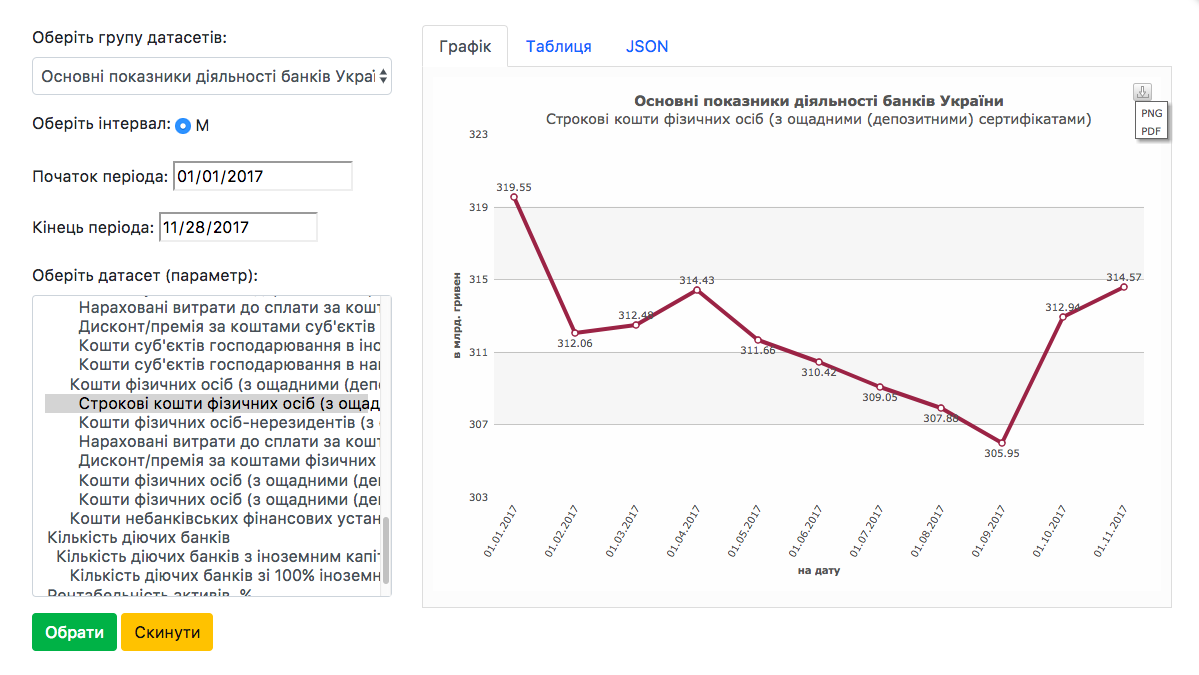 Оберіть групу датасетів:
Основні показники діяльності банків Украї
Оберіть інтервал: М
Початок періода: 01/01/2017
Кінець періода: 11/28/2017
Оберіть датасет (параметр):
Нараховані витрати до сплати за кошт
Дисконт/премія за коштами суб'єктів
Кошти суб'єктів господарювання в іно
Кошти суб'єктів господарювання в на
Кошти фізичних осіб (з ощадними (депо
Строкові кошти фізичних осіб (з ощад
Кошти фізичних осіб-нерезидентів (з
Нараховані витрати до сплати за кошт
Дисконт/премія за коштами фізичних
Кошти фізичних осіб (з ощадними (де
Кошти фізичних осіб (з ощадними (де
Кошти небанківських фінансових устан
Кількість діючих банків
Кількість діючих банків з іноземним капі
Кількість діючих банків зі 100% іноземн
Рентабельність активів, %
Обрати
Скинути
Графік
Таблиця
JSON
Основні показники діяльності банків України
Строкові кошти фізичних осіб (з ощадними (депозитними) сертифікатами)
PNG
PDF
в млрд. гривен
323
319
315
311
307
303
319.55
312.06
312.48
314.43
311.66
310.42
309.05
307.88
305.95
312.94
314.57
01.01.2017
01.02.2017
01.03.2017
01.04.2017
01.05.2017
01.06.2017
01.07.2017
01.08.2017
01.09.2017
01.10.2017
01.11.2017
на дату